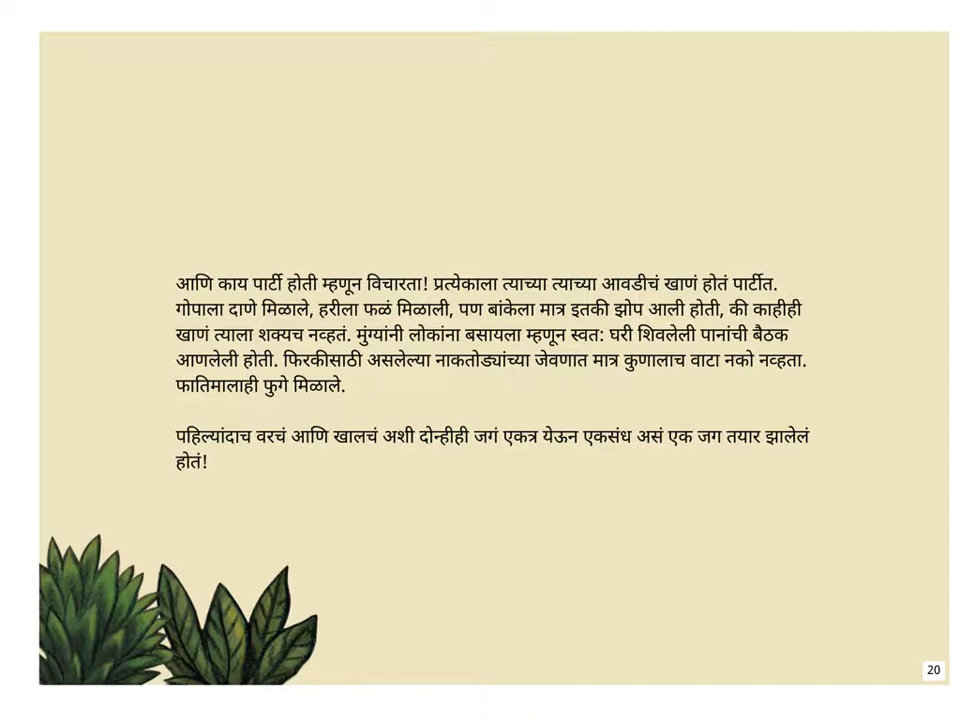 आणि काय पार्टी होती म्हणून विचारता! प्रत्येकाला त्याच्या त्याच्या आवडीचं खाणं होतं पार्टीत.
गोपाला दाणे मिळाले, हरीला फळं मिळाली, पण बांकेला मात्र इतकी झोप आली होती, की काहीही
खाणं त्याला शक्यच नव्हतं. मुंग्यांनी लोकांना बसायला म्हणून स्वत: घरी शिवलेली पानांची बैठक
आणलेली होती. फिरकीसाठी असलेल्या नाकतोड्यांच्या जेवणात मात्र कुणालाच वाटा नको नव्हता.
फातिमालाही फुगे मिळाले.
पहिल्यांदाच वरचं आणि खालचं अशी दोन्हीही जगं एकत्र येऊन एकसंध असं एक जग तयार झालेलं
होतं!
20